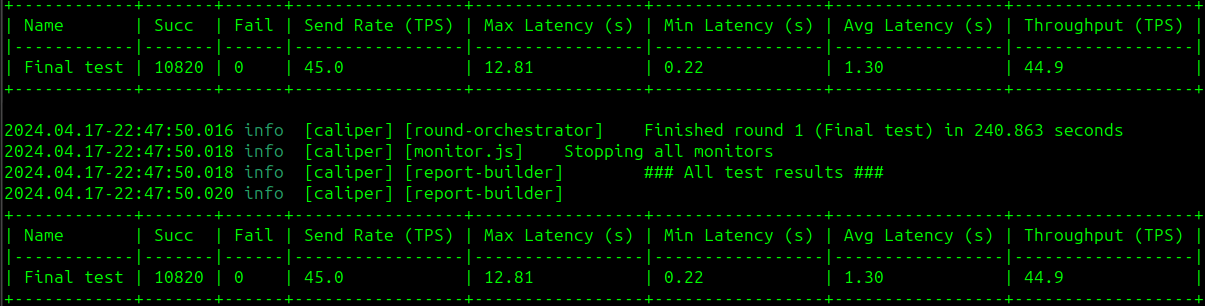 +------------+-------+------+-----------------+-----------------+-----------------+-----------------+------------------+
| Name       | Succ  | Fail | Send Rate (TPS) | Max Latency (s) | Min Latency (s) | Avg Latency (s) | Throughput (TPS) |
|------------|-------|------|-----------------|-----------------|-----------------|-----------------|------------------|
| Final test | 10820 | 0    | 45.0            | 12.81           | 0.22            | 1.30            | 44.9             |
+------------+-------+------+-----------------+-----------------+-----------------+-----------------+------------------+
2024.04.17-22:47:50.016 info  [caliper] [round-orchestrator]    Finished round 1 (Final test) in 240.863 seconds
2024.04.17-22:47:50.018 info  [caliper] [monitor.js]    Stopping all monitors
2024.04.17-22:47:50.018 info  [caliper] [report-builder]        ### All test results ###
2024.04.17-22:47:50.020 info  [caliper] [report-builder]
+------------+-------+------+-----------------+-----------------+-----------------+-----------------+------------------+
| Name       | Succ  | Fail | Send Rate (TPS) | Max Latency (s) | Min Latency (s) | Avg Latency (s) | Throughput (TPS) |
|------------|-------|------|-----------------|-----------------|-----------------|-----------------|------------------|
| Final test | 10820 | 0    | 45.0            | 12.81           | 0.22            | 1.30            | 44.9             |
+------------+-------+------+-----------------+-----------------+-----------------+-----------------+------------------+